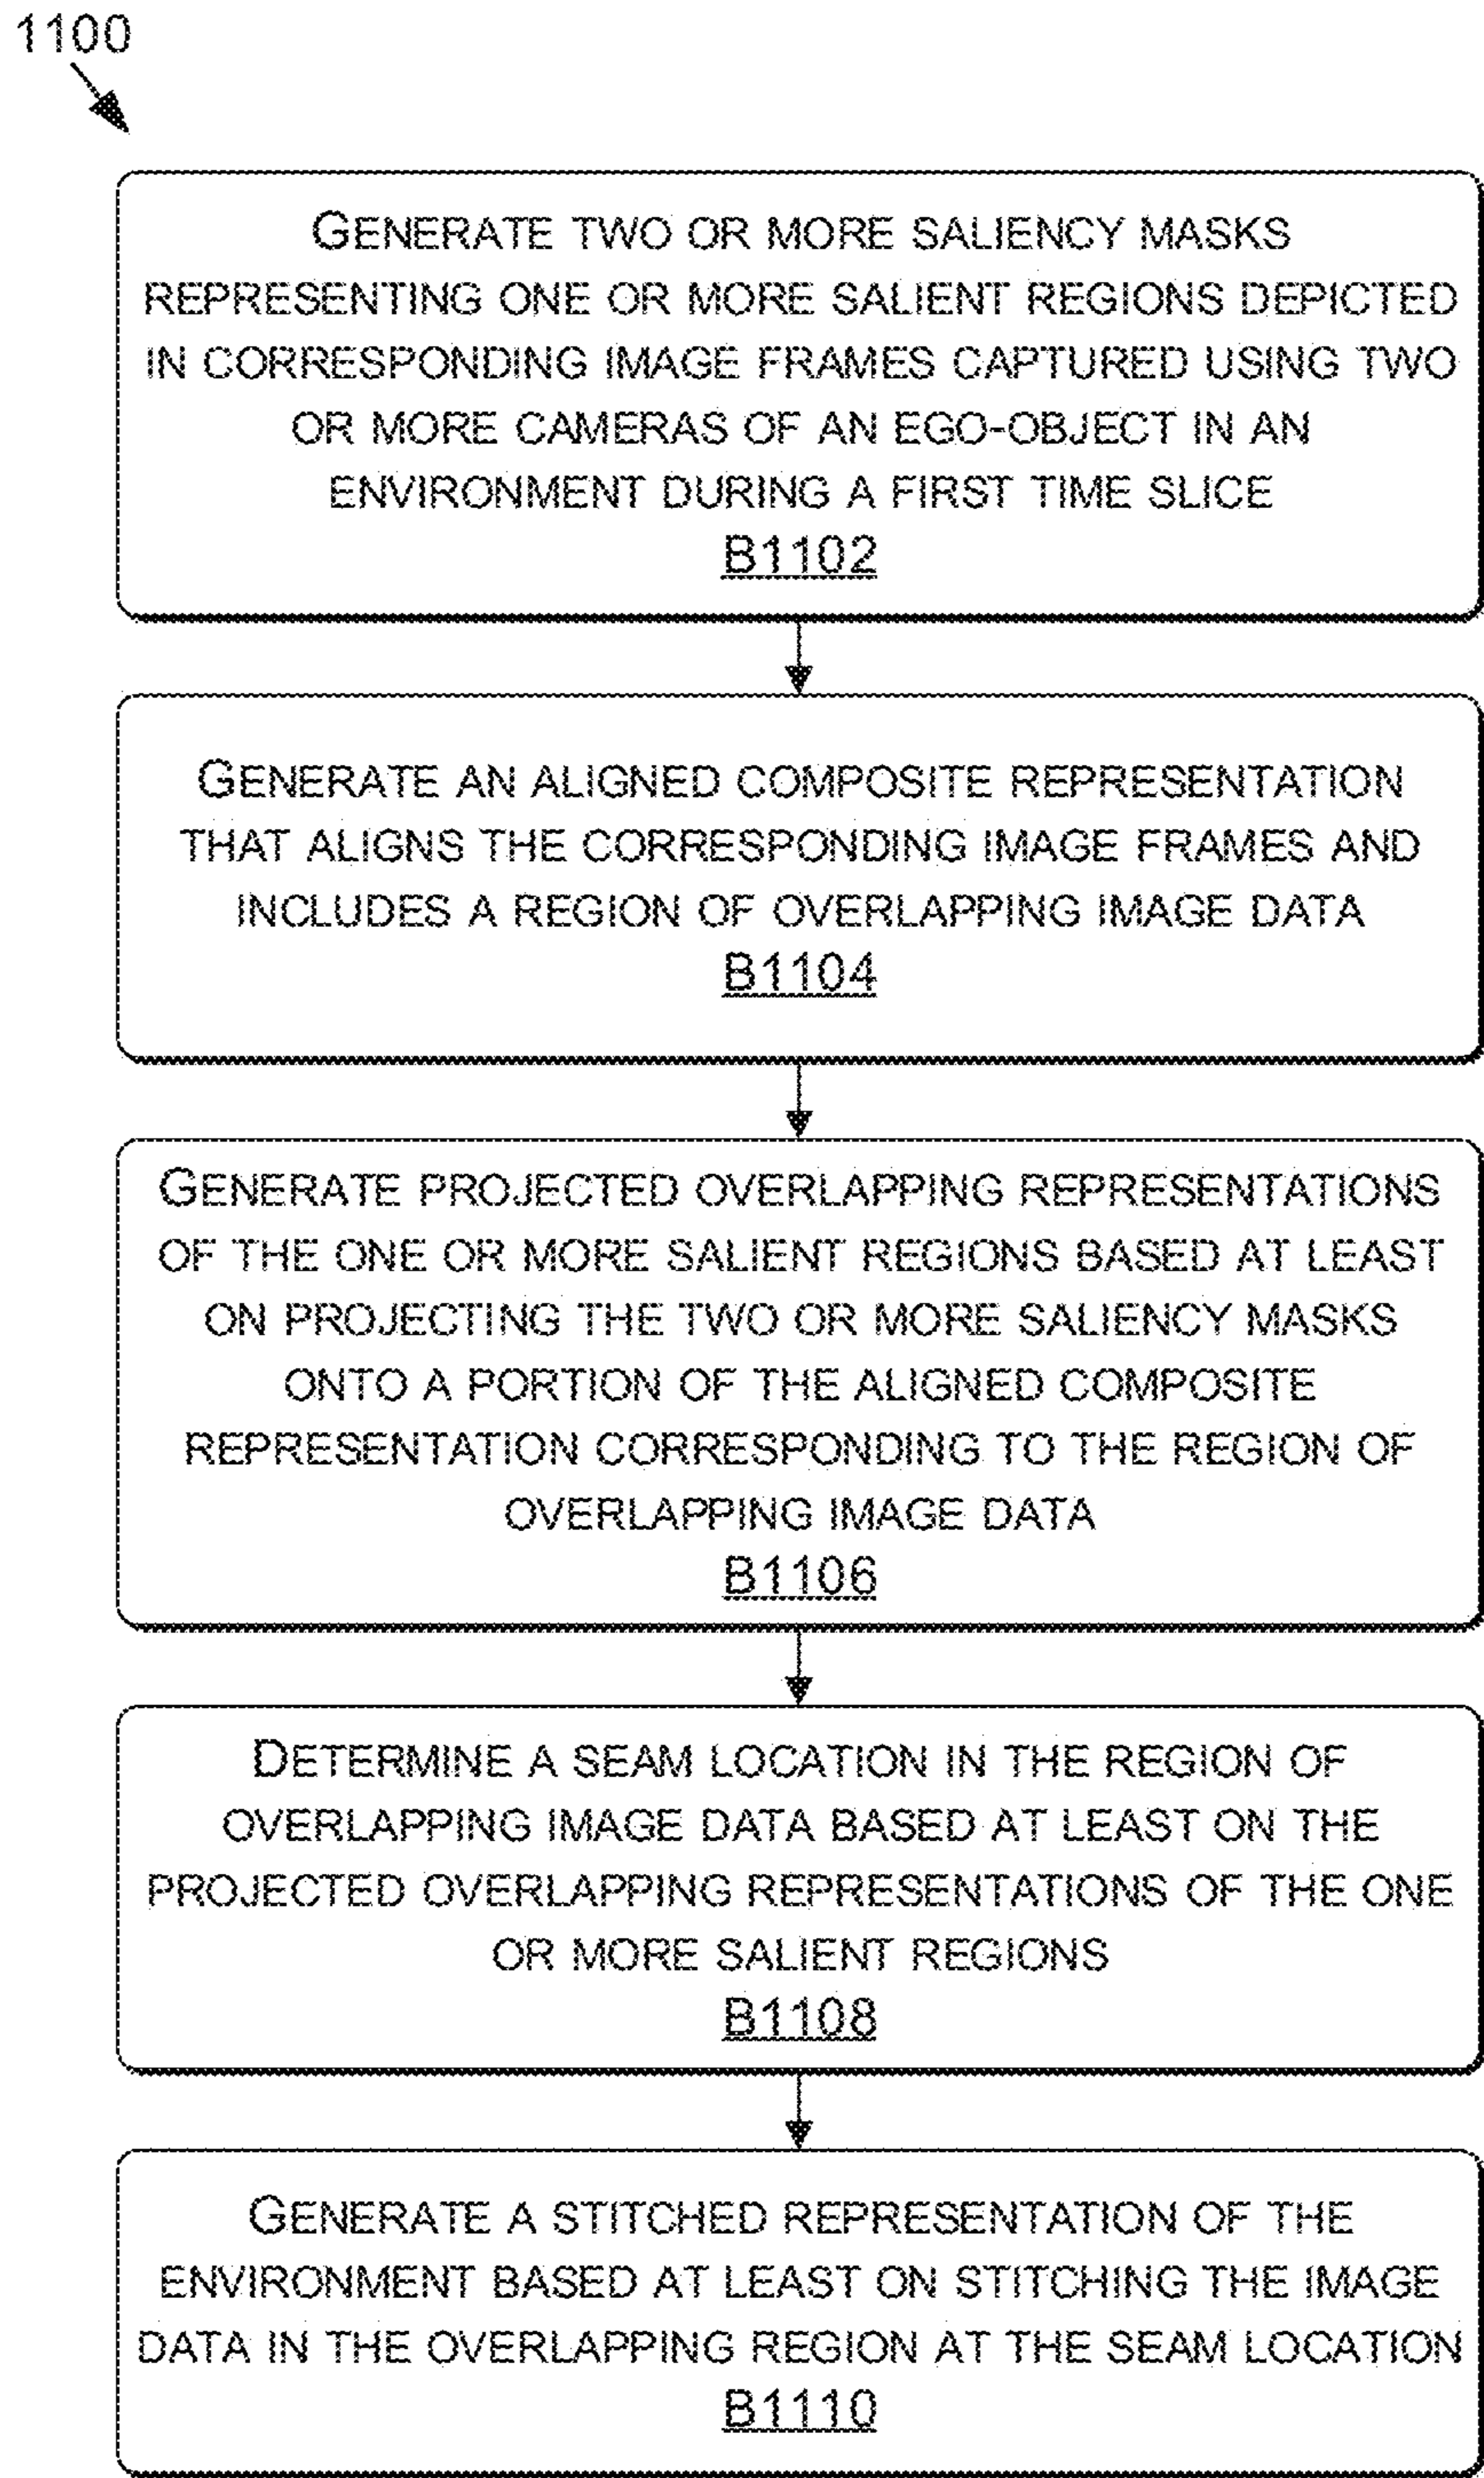 1100
GENERATE TWO OR MORE SALIENCY MASKS
REPRESENTING ONE OR MORE SALIENT REGIONS DEPICTED
IN CORRESPONDING IMAGE FRAMES CAPTURED USING TWO
OR MORE CAMERAS OF AN EGO-OBJECT IN AN
ENVIRONMENT DURING A FIRST TIME SLICE
B1102
GENERATE AN ALIGNED COMPOSITE REPRESENTATION
THAT ALIGNS THE CORRESPONDING IMAGE FRAMES AND
INCLUDES A REGION OF OVERLAPPING IMAGE DATA
B1104
GENERATE PROJECTED OVERLAPPING REPRESENTATIONS
OF THE ONE OR MORE SALIENT REGIONS BASED AT LEAST
ON PROJECTING THE TWO OR MORE SALIENCY MASKS
ONTO A PORTION OF THE ALIGNED COMPOSITE
REPRESENTATION CORRESPONDING TO THE REGION OF
OVERLAPPING IMAGE DATA
B1106
DETERMINE A SEAM LOCATION IN THE REGION OF
OVERLAPPING IMAGE DATA BASED AT LEAST ON THE
PROJECTED OVERLAPPING REPRESENTATIONS OF THE ONE
OR MORE SALIENT REGIONS
B1108
GENERATE A STITCHED REPRESENTATION OF THE
ENVIRONMENT BASED AT LEAST ON STITCHING THE IMAGE
DATA IN THE OVERLAPPING REGION AT THE SEAM LOCATION
B1110